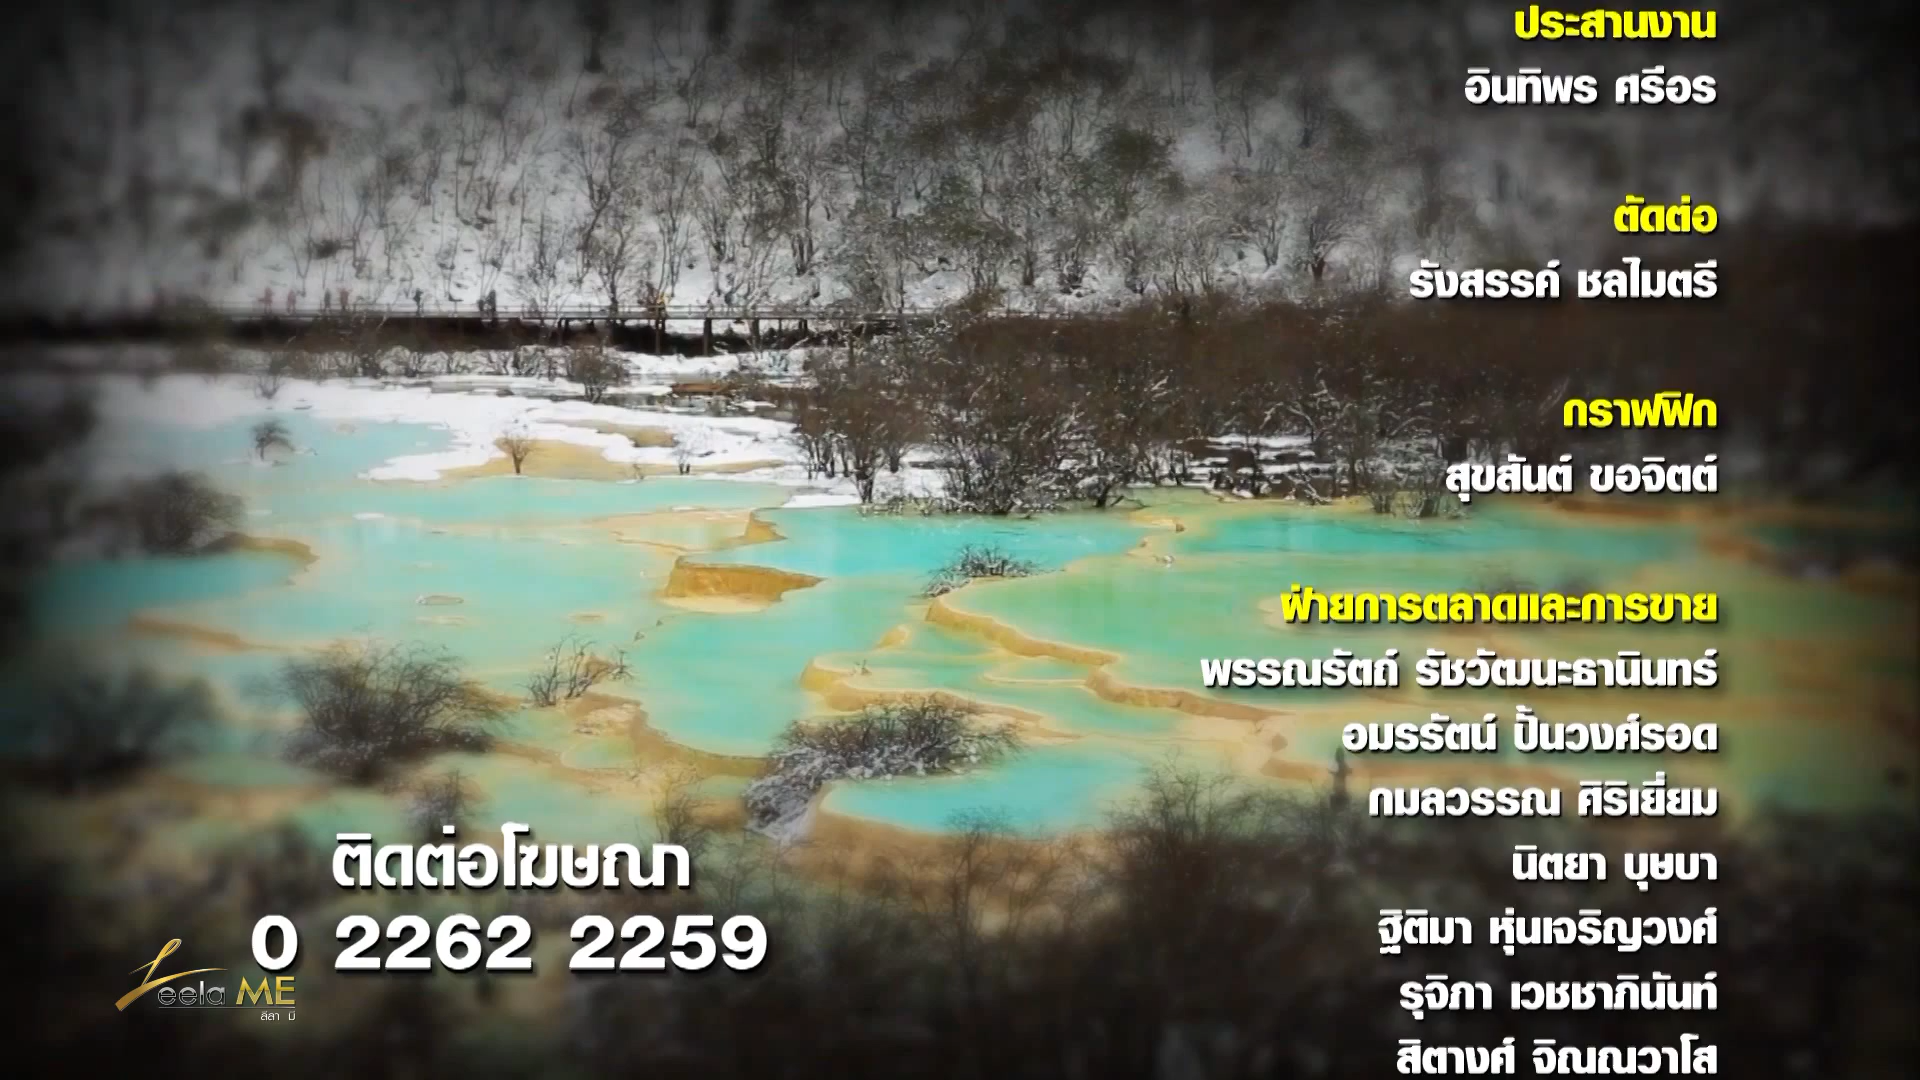 ประสานงาน
อินทิพร ศรีอร
ตัดต่อ
รังสรรค์ ชลไมตรี
กราฟฟิก
สุขสันต์ ขอจิตต์
ฝ่ายการตลาดและการขาย
พรรณรัตถ์ รัชวัฒนะธานินทร์
อมรรัตน์ ปิ้นวงศ์รอด
กมลวรรณ ศิริเยี่ยม
นิตยา บุษบา
ฐิติมา หุ่นเจริญวงศ์
รุจิภา เวชชาภินันท์
สิตางศ์ จิณณวาโส
ติดต่อโฆษณา
0 2262 2259
Leela ME
ลีลา มี